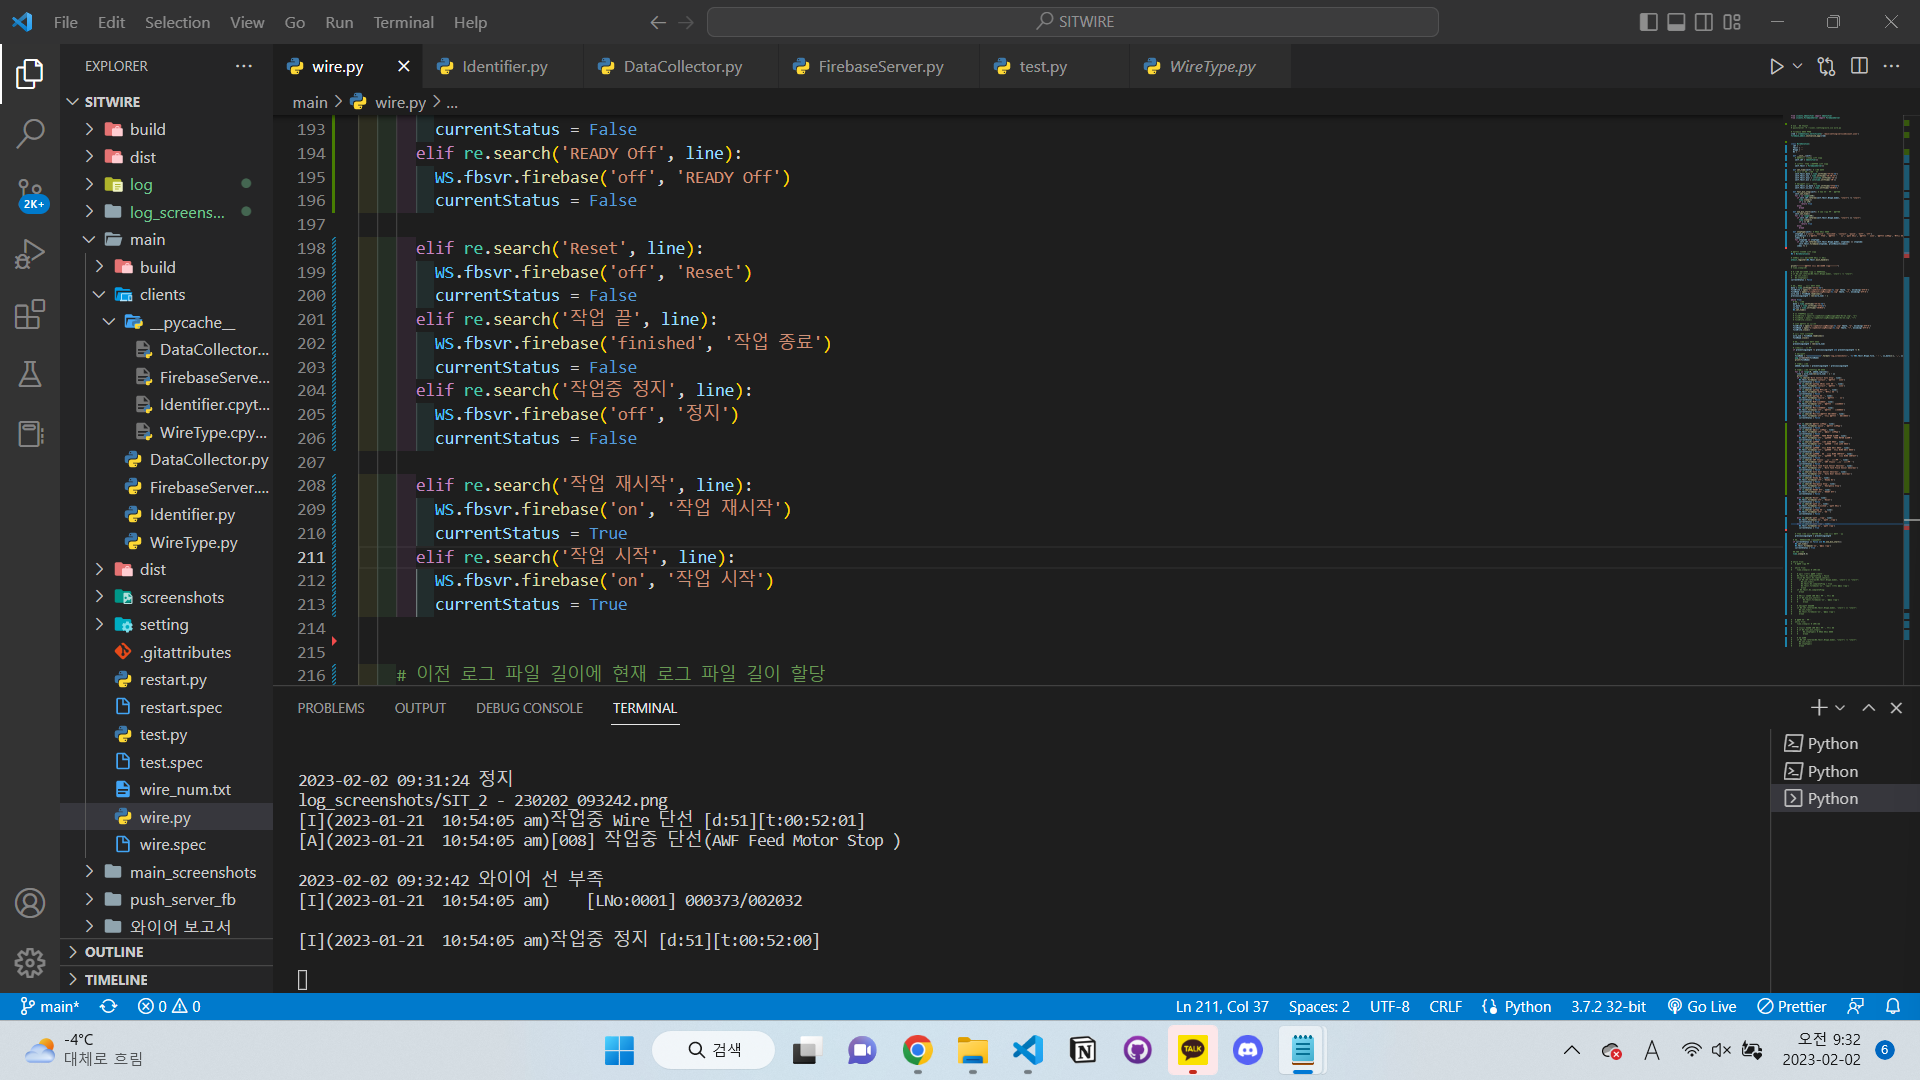 File Edit Selection View Go Run Terminal Help
SITWIRE
EXPLORER
wire.py
Identifier.py
DataCollector.py
FirebaseServer.py
test.py
WireType.py
main > wire.py > ...
SITWIRE
build
dist
log
log_screens...
main
build
clients
__pycache__
DataCollector...
FirebaseServe...
Identifier.cpyt...
WireType.cpy...
DataCollector.py
FirebaseServer....
Identifier.py
WireType.py
dist
screenshots
setting
.gitattributes
restart.py
restart.spec
test.py
test.spec
wire_num.txt
wire.py
wire.spec
main_screenshots
push_server_fb
와이어 보고서
OUTLINE
TIMELINE
2K+
193 currentStatus = False
194 elif re.search('READY Off', line):
195 WS.fbsvr.firebase('off', 'READY Off')
196 currentStatus = False
197
198 elif re.search('Reset', line):
199 WS.fbsvr.firebase('off', 'Reset')
200 currentStatus = False
201 elif re.search('작업 끝', line):
202 WS.fbsvr.firebase('finished', '작업 종료')
203 currentStatus = False
204 elif re.search('작업중 정지', line):
205 WS.fbsvr.firebase('off', '정지')
206 currentStatus = False
207
208 elif re.search('작업 재시작', line):
209 WS.fbsvr.firebase('on', '작업 재시작')
210 currentStatus = True
211 elif re.search('작업 시작', line):
212 WS.fbsvr.firebase('on', '작업 시작')
213 currentStatus = True
214
215
216 # 이전 로그 파일 길이에 현재 로그 파일 길이 할당
PROBLEMS OUTPUT DEBUG CONSOLE TERMINAL
2023-02-02 09:31:24 정지
log_screenshots/SIT_2 - 230202_093242.png
[I](2023-01-21 10:54:05 am)작업중 Wire 단선 [d:51][t:00:52:01]
[A](2023-01-21 10:54:05 am)[008] 작업중 단선(AWF Feed Motor Stop )
2023-02-02 09:32:42 와이어 선 부족
[I](2023-01-21 10:54:05 am) [LNo:0001] 000373/002032
[I](2023-01-21 10:54:05 am)작업중 정지 [d:51][t:00:52:00]
Python
Python
Python
main* 0 0 Ln 211, Col 37 Spaces: 2 UTF-8 CRLF Python 3.7.2 32-bit Go Live Prettier
-4°C
대체로 흐림
검색
TALK
A
오전 9:32
2023-02-02
6